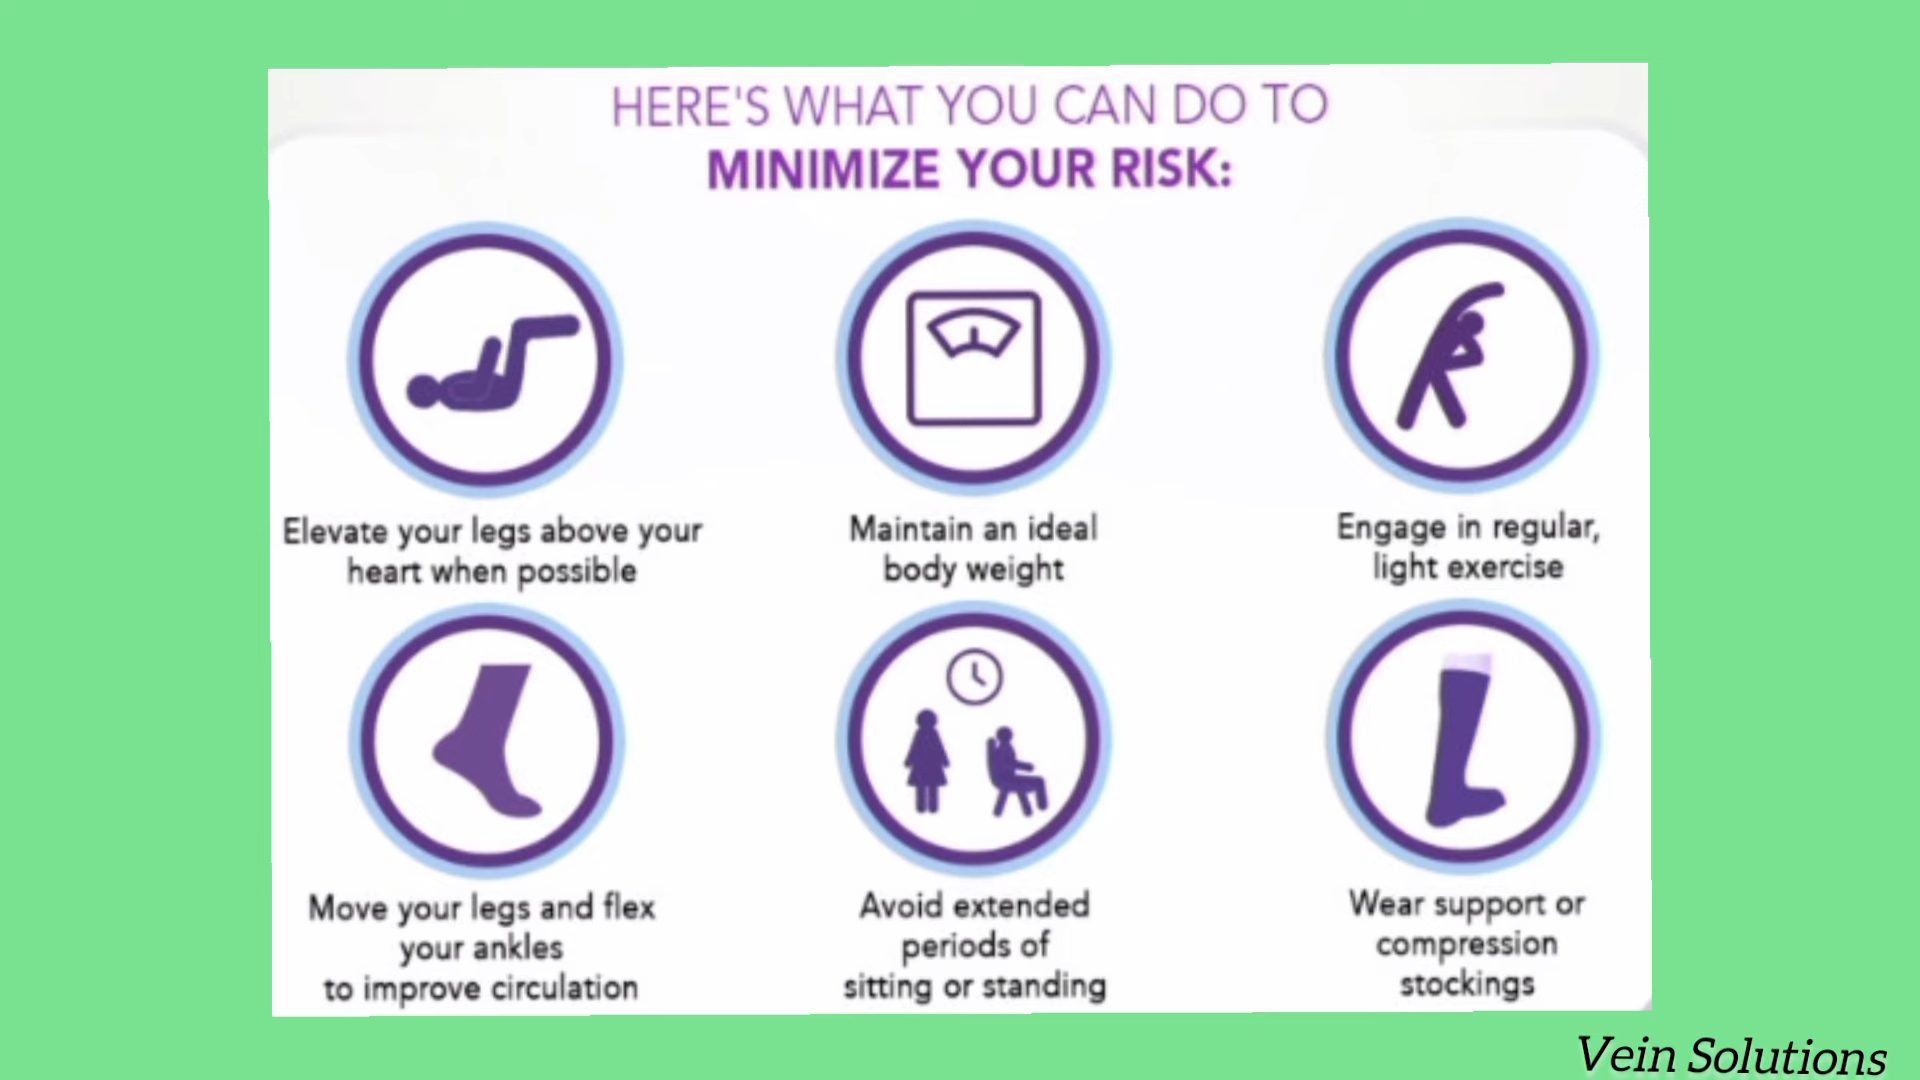 HERE'S WHAT YOU CAN DO TO
MINIMIZE YOUR RISK:
Elevate your legs above your
heart when possible
Maintain an ideal
body weight
Engage in regular,
light exercise
Move your legs and flex
your ankles
to improve circulation
Avoid extended
periods of
sitting or standing
Wear support or
compression
stockings
Vein Solutions